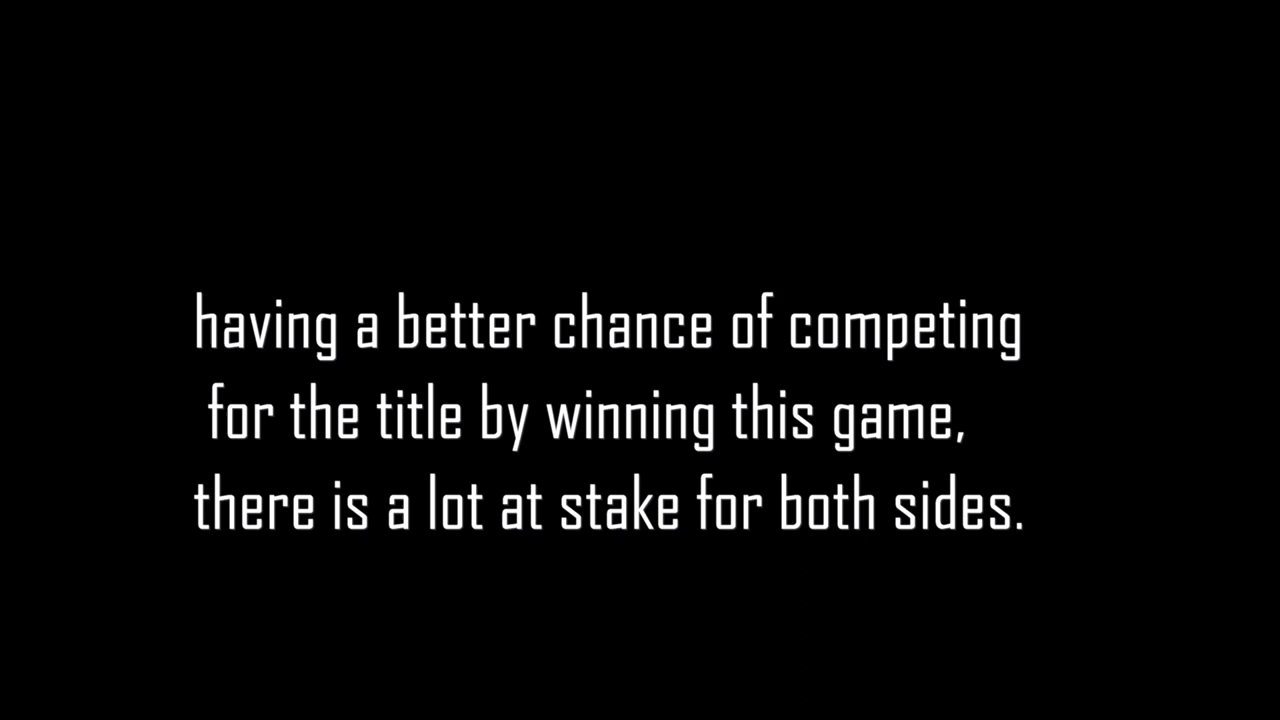 having a better chance of competing
for the title by winning this game,
there is a lot at stake for both sides.